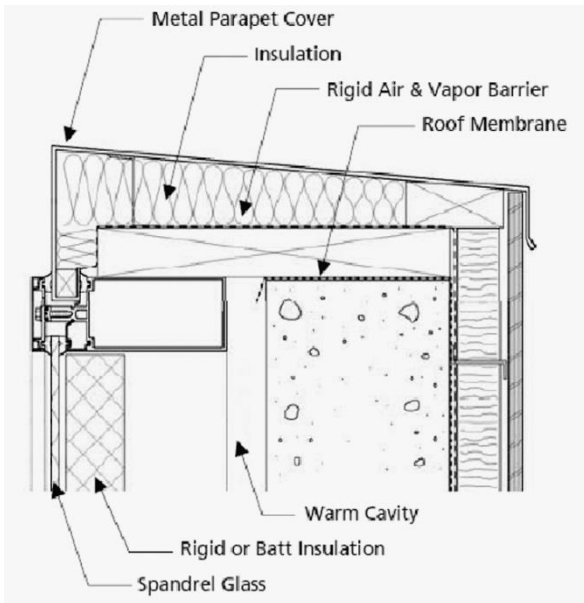 Metal Parapet Cover
Insulation
Rigid Air & Vapor Barrier
Roof Membrane
Warm Cavity
Rigid or Batt Insulation
Spandrel Glass